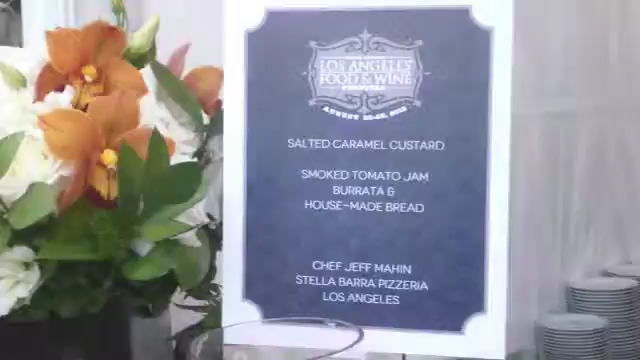 LOS ANGELES
FOOD & WINE
SALTED CARAMEL CUSTARD
SMOKED TOMATO JAM
BURRATA &
HOUSE-MADE BREAD
CHEF JEFF MAHIN
STELLA BARRA PIZZERIA
LOS ANGELES